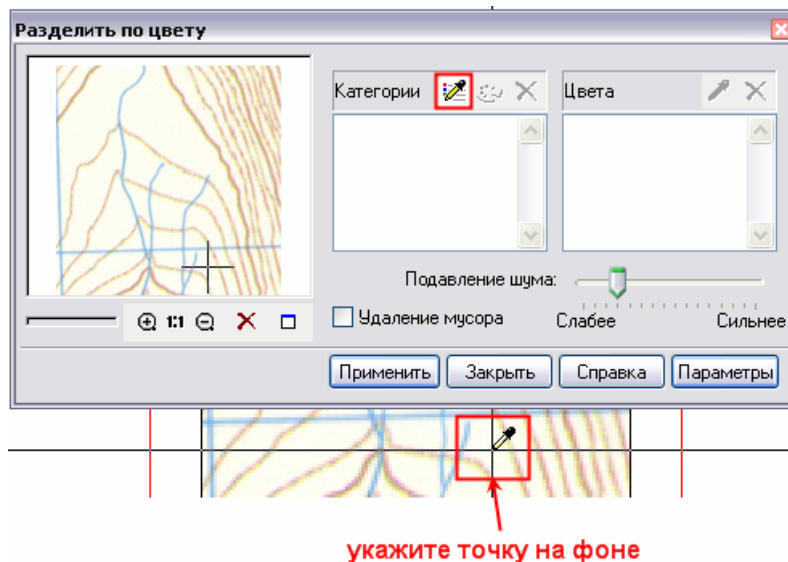 Разделить по цвету
Категории
Цвета
Подавление шума:
1:1
Удаление мусора
Слабее
Сильнее
Применить
Закрыть
Справка
Параметры
укажите точку на фоне